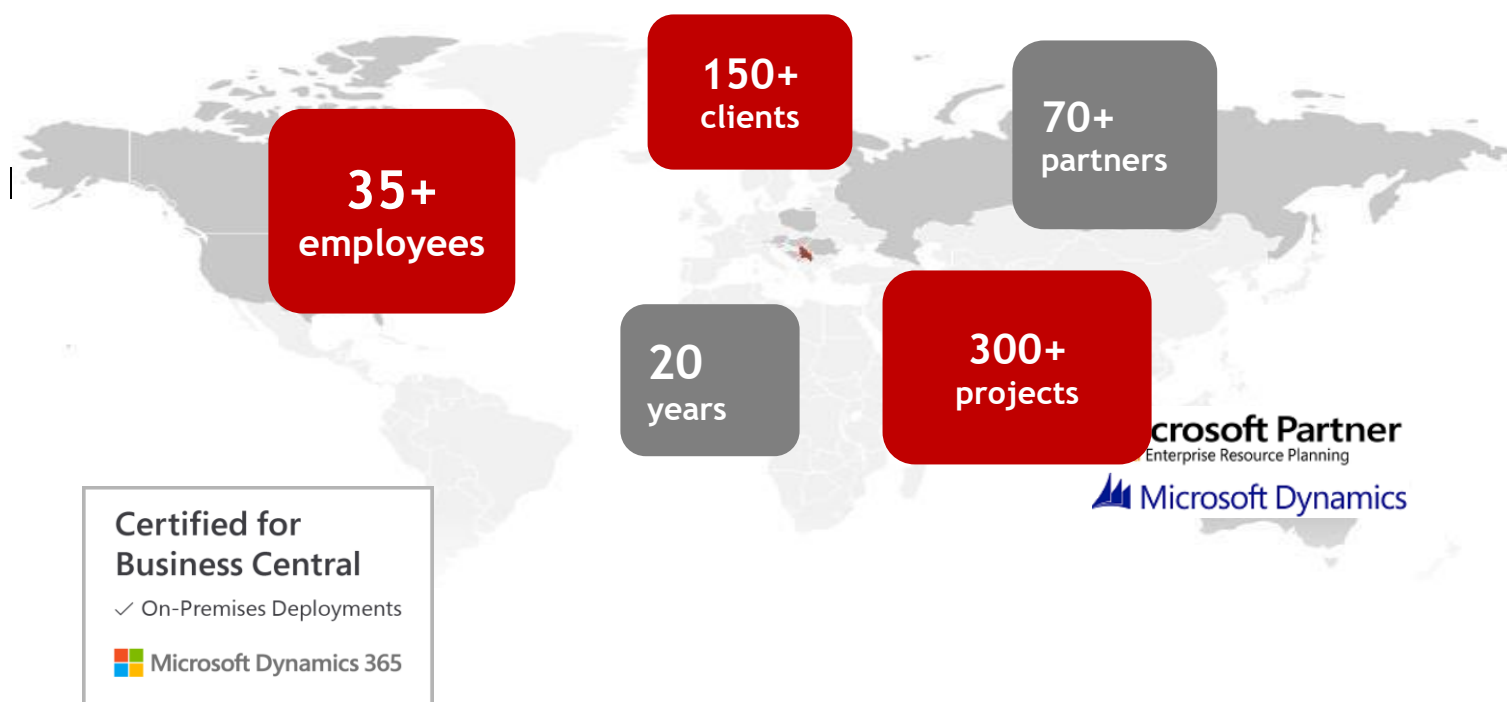 150+
clients
70+
partners
35+
employees
20
years
300+
projects
crosoft Partner
Enterprise Resource Planning
Microsoft Dynamics
Certified for
Business Central
✓ On-Premises Deployments
Microsoft Dynamics 365